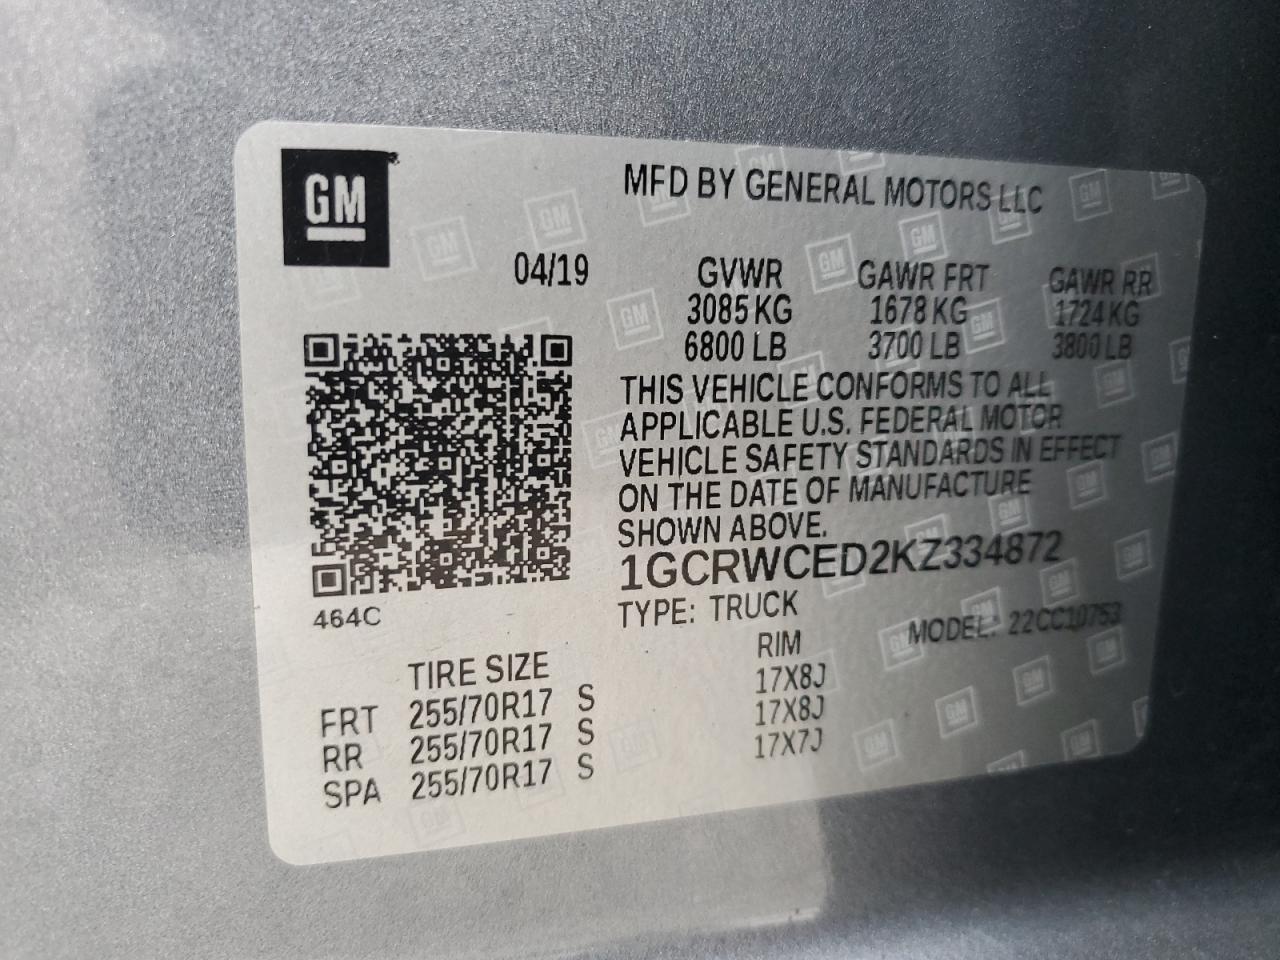 GM
MFD BY GENERAL MOTORS LLC
04/19 GVWR GAWR FRT GAWR RR
3085 KG 1678 KG 1724 KG
6800 LB 3700 LB 3800 LB
THIS VEHICLE CONFORMS TO ALL
APPLICABLE U.S. FEDERAL MOTOR
VEHICLE SAFETY STANDARDS IN EFFECT
ON THE DATE OF MANUFACTURE
SHOWN ABOVE.
1GCRWCED2KZ334872
464C
TYPE: TRUCK MODEL: 22CC10753
TIRE SIZE RIM
FRT 255/70R17 S 17X8J
RR 255/70R17 S 17X8J
SPA 255/70R17 S 17X7J